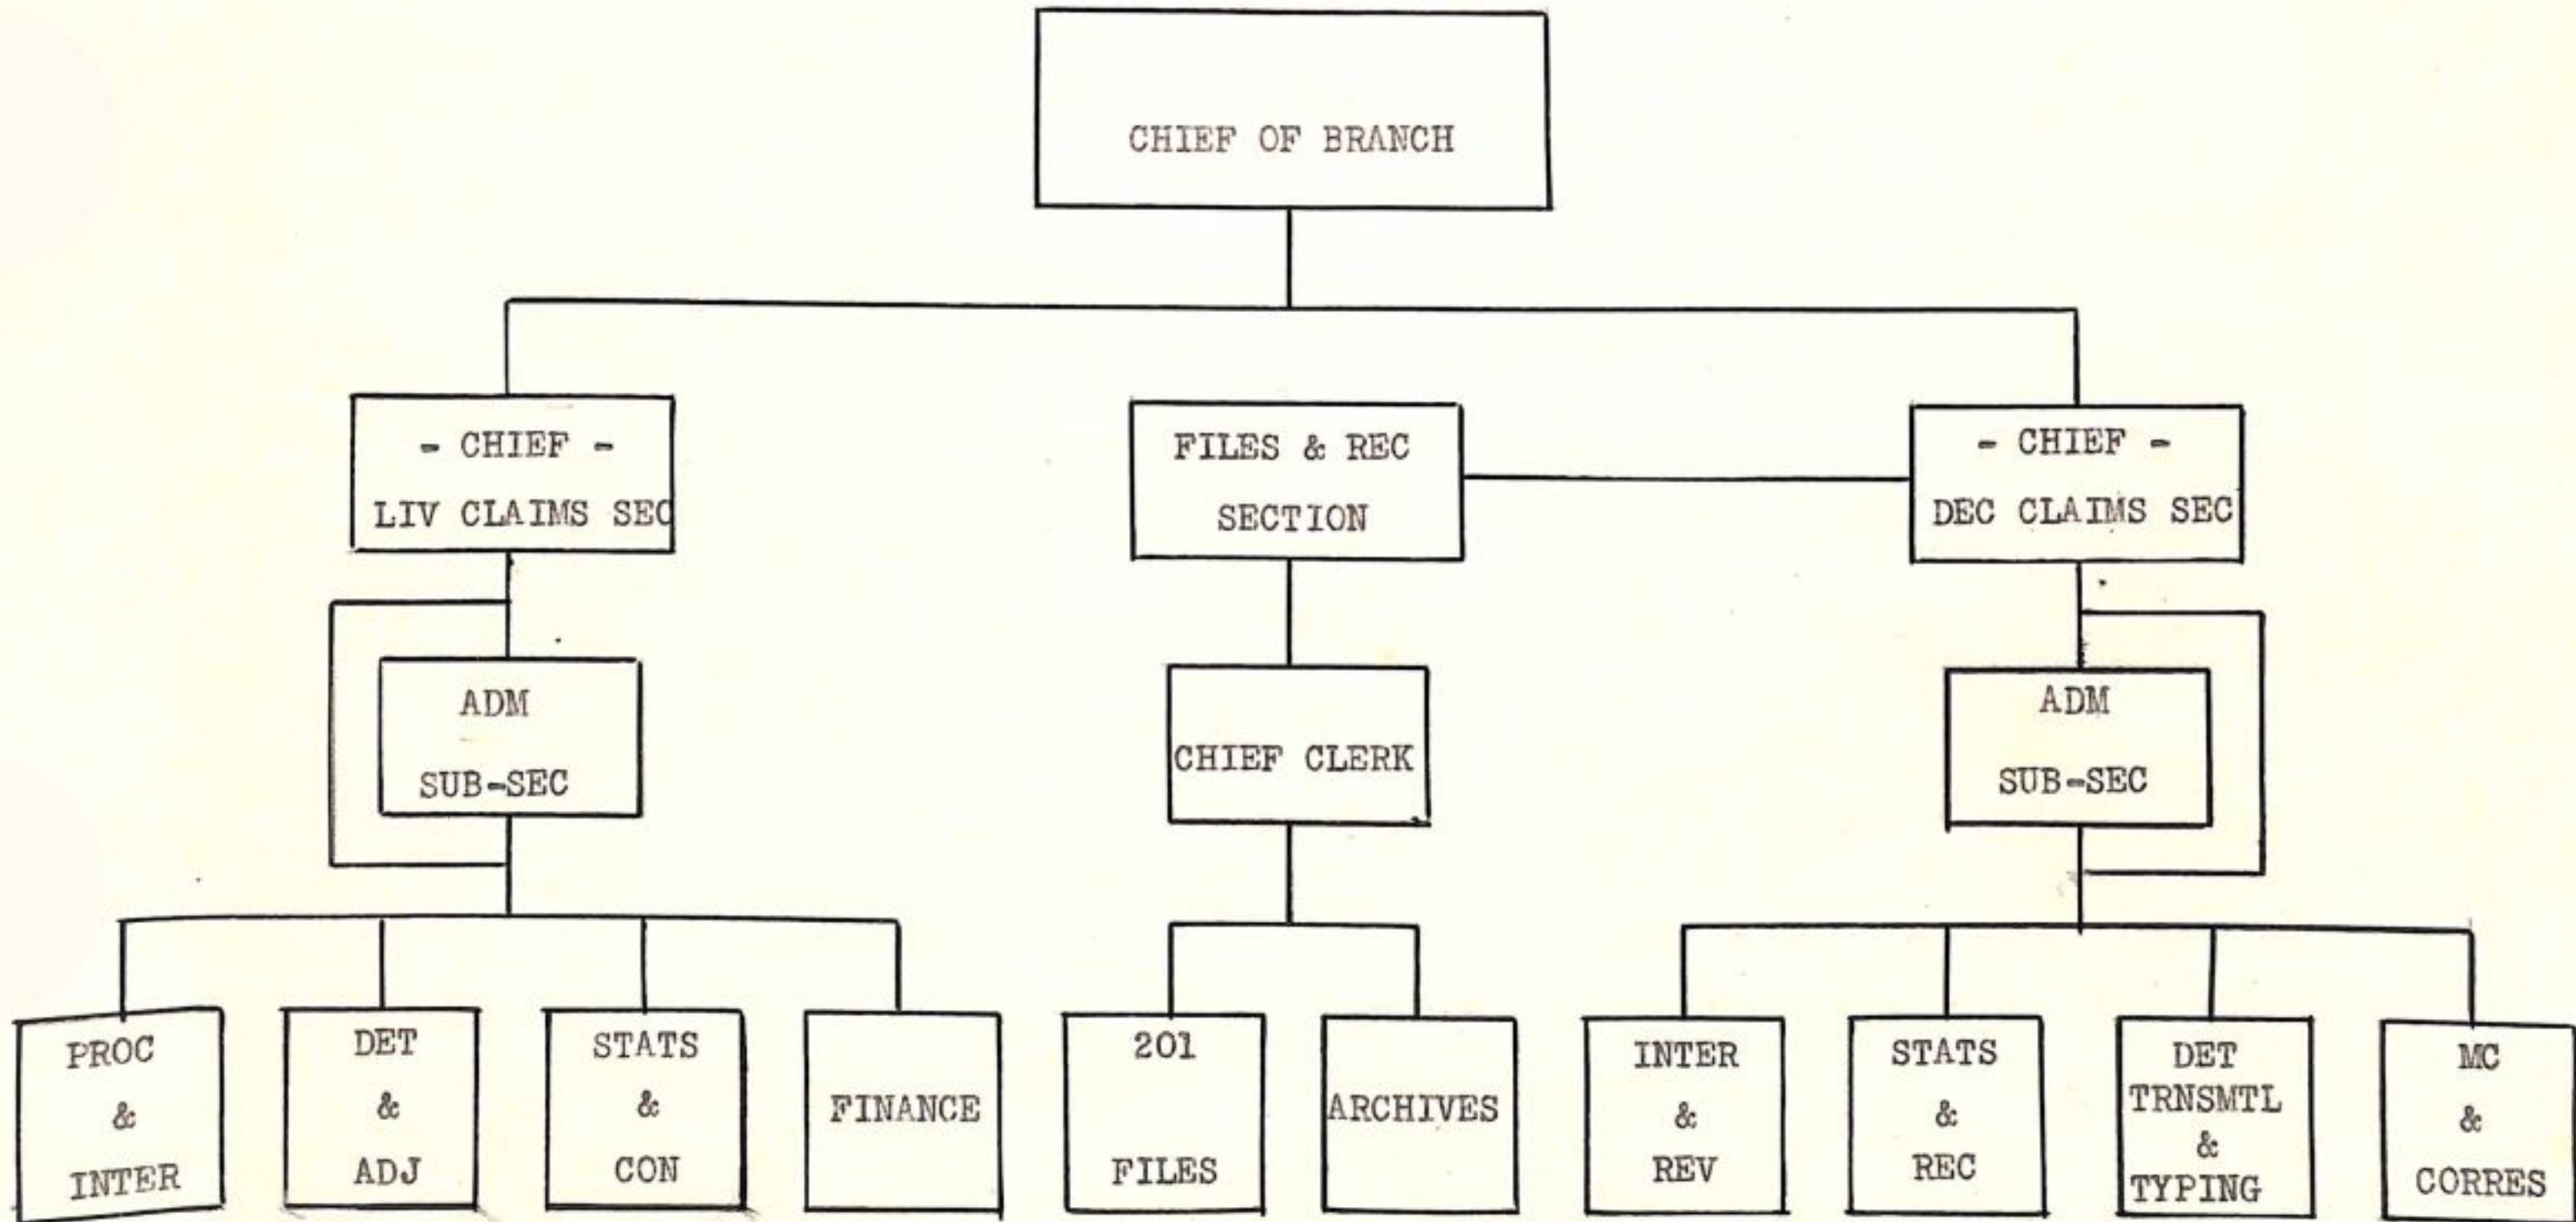 CHIEF OF BRANCH
- CHIEF -
LIV CLAIMS SEC
FILES & REC
SECTION
- CHIEF -
DEC CLAIMS SEC
ADM
SUB-SEC
CHIEF CLERK
ADM
SUB-SEC
PROC
&
INTER
DET
&
ADJ
STATS
&
CON
FINANCE
201
FILES
ARCHIVES
INTER
&
REV
STATS
&
REC
DET
TRNSMTL
&
TYPING
MC
&
CORRES